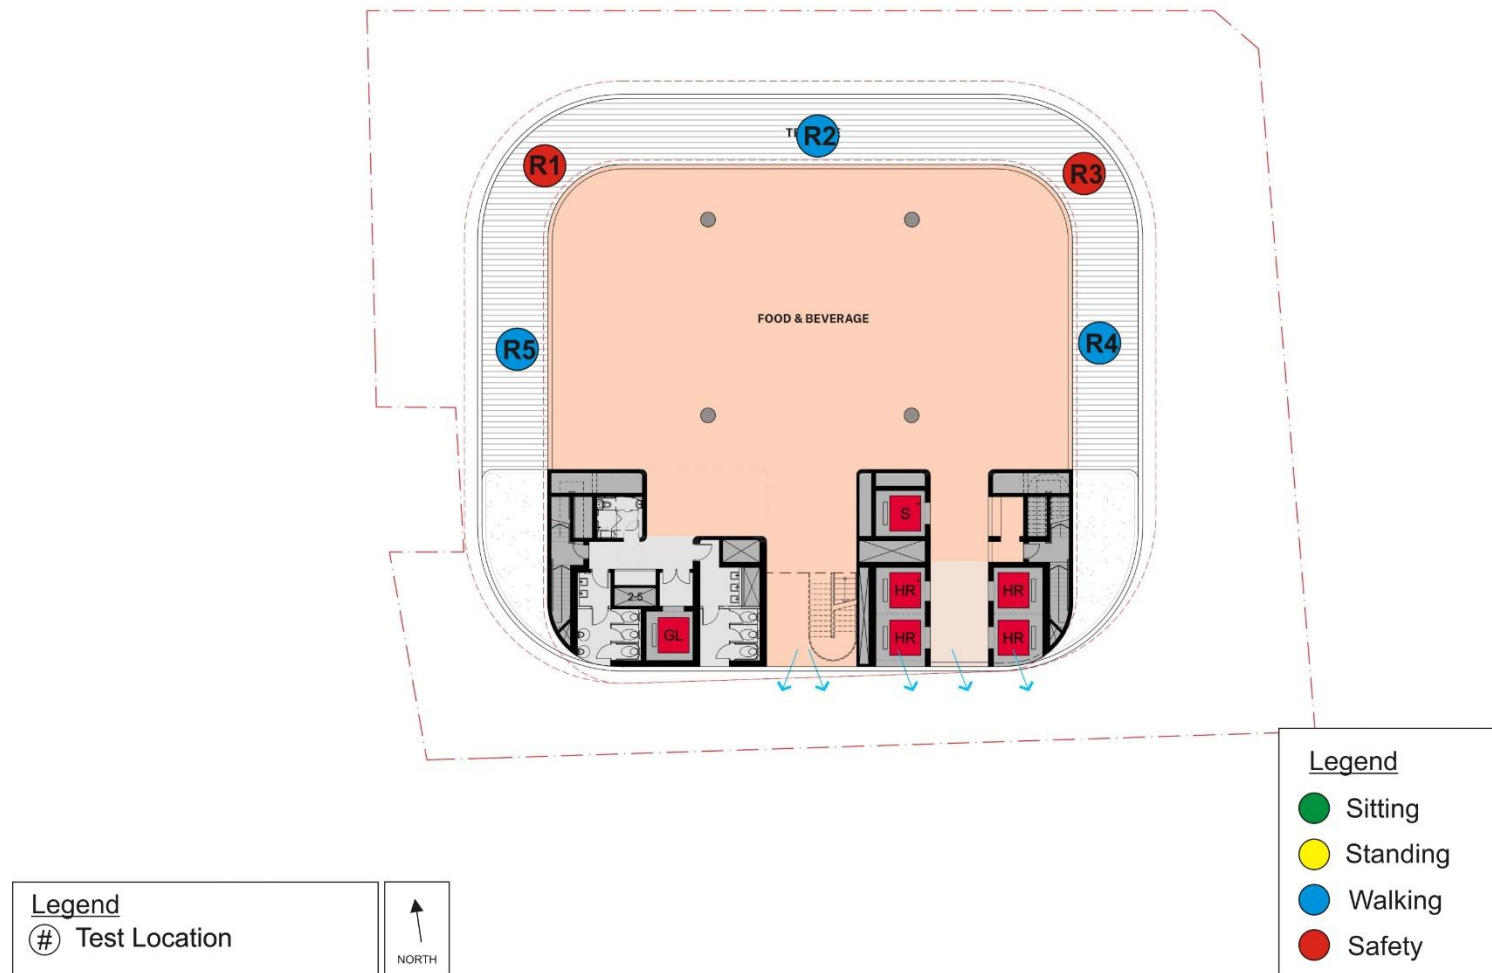 R2
R1
R3
FOOD & BEVERAGE
R5
R4
S
HR
HR
2-5
GL
HR
HR
Legend
Sitting
Standing
Walking
Safety
Legend
# Test Location
NORTH